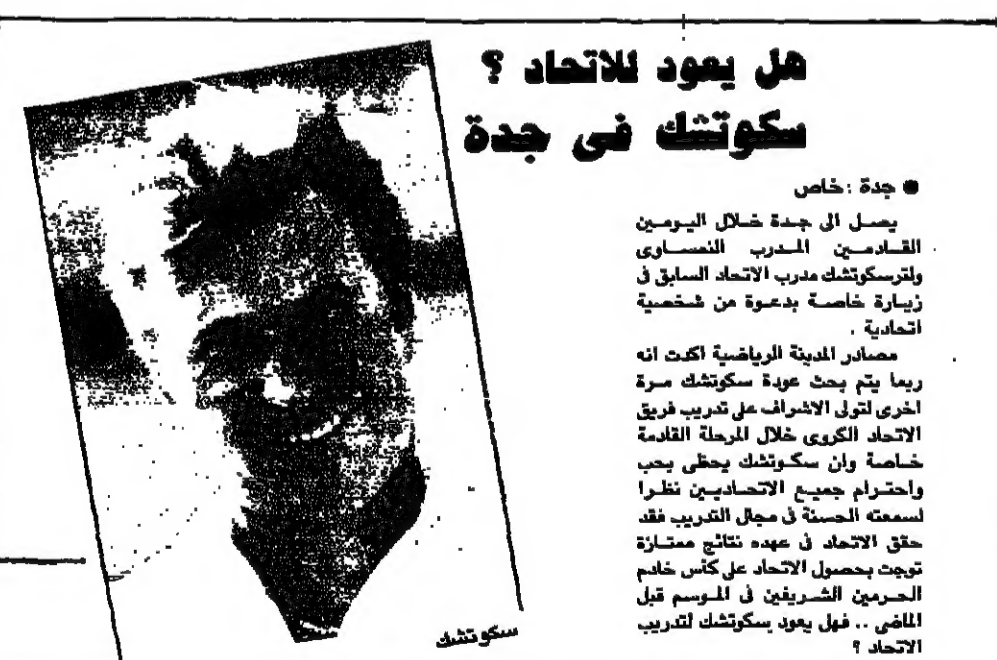 هل يعود للاتحاد ؟
سكوتشك فى جدة
● جدة : خاص
يصل الى جدة خلال اليومين
القادمين المدرب النمساوى
ولترسكوتشك مدرب الاتحاد السابق فى
زيارة خاصة بدعوة من شخصية
اتحادية .
مصادر المدينة الرياضية اكدت انه
ربما يتم بحث عودة سكوتشك مرة
اخرى لتولى الاشراف على تدريب فريق
الاتحاد الكروى خلال المرحلة القادمة
خاصة وان سكوتشك يحظى بحب
واحترام جميع الاتحاديين نظرا
لسمعته الحسنة فى مجال التدريب فقد
حقق الاتحاد فى عهده نتائج ممتازة
توجت بحصول الاتحاد على كأس خادم
الحرمين الشريفين فى الموسم قبل
الماضى .. فهل يعود بسكوتشك لتدريب
الاتحاد ؟
سكوتشك